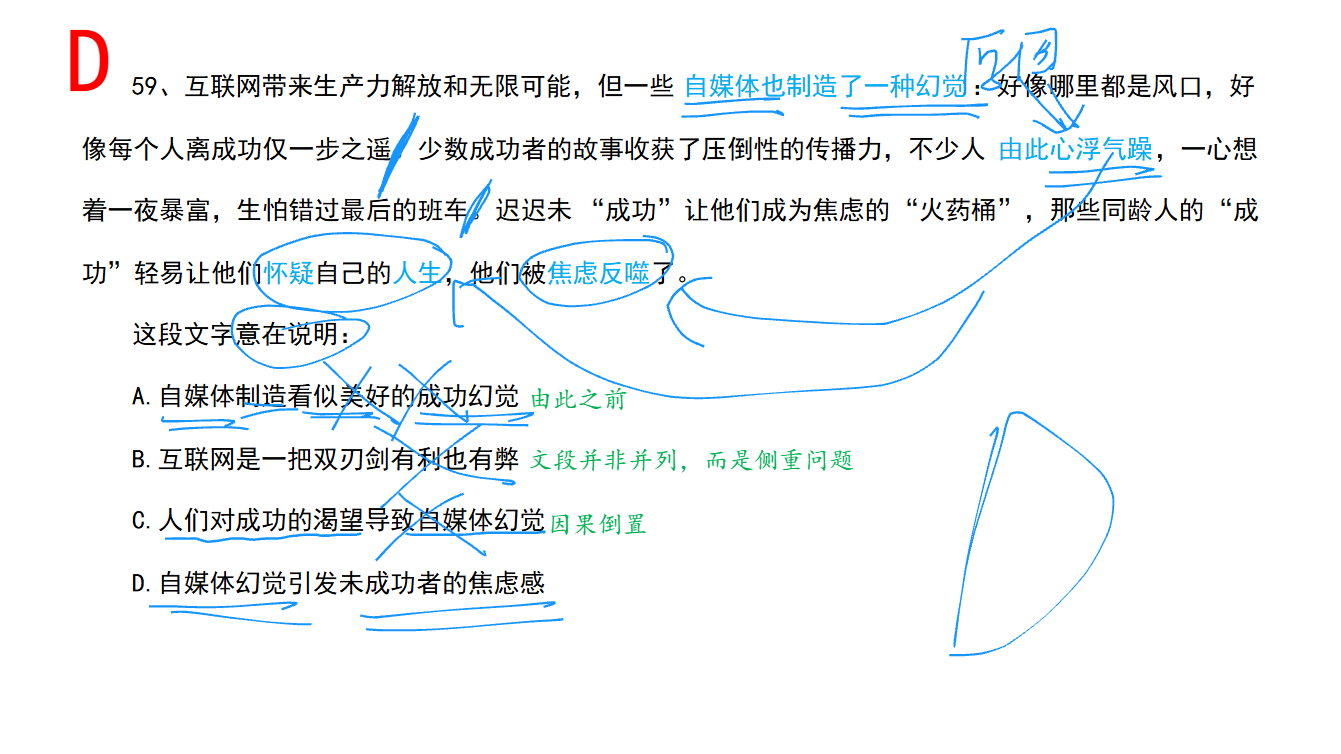 D
原因
59、互联网带来生产力解放和无限可能，但一些 自媒体也制造了一种幻觉：好像哪里都是风口，好
像每个人离成功仅一步之遥。少数成功者的故事收获了压倒性的传播力，不少人 由此心浮气躁，一心想
着一夜暴富，生怕错过最后的班车。迟迟未 “成功”让他们成为焦虑的“火药桶”，那些同龄人的“成
功”轻易让他们怀疑自己的人生，他们被焦虑反噬了。
这段文字意在说明：
A. 自媒体制造看似美好的成功幻觉 由此之前
B. 互联网是一把双刃剑有利也有弊 文段并非并列，而是侧重问题
C. 人们对成功的渴望导致自媒体幻觉 因果倒置
D. 自媒体幻觉引发未成功者的焦虑感
D